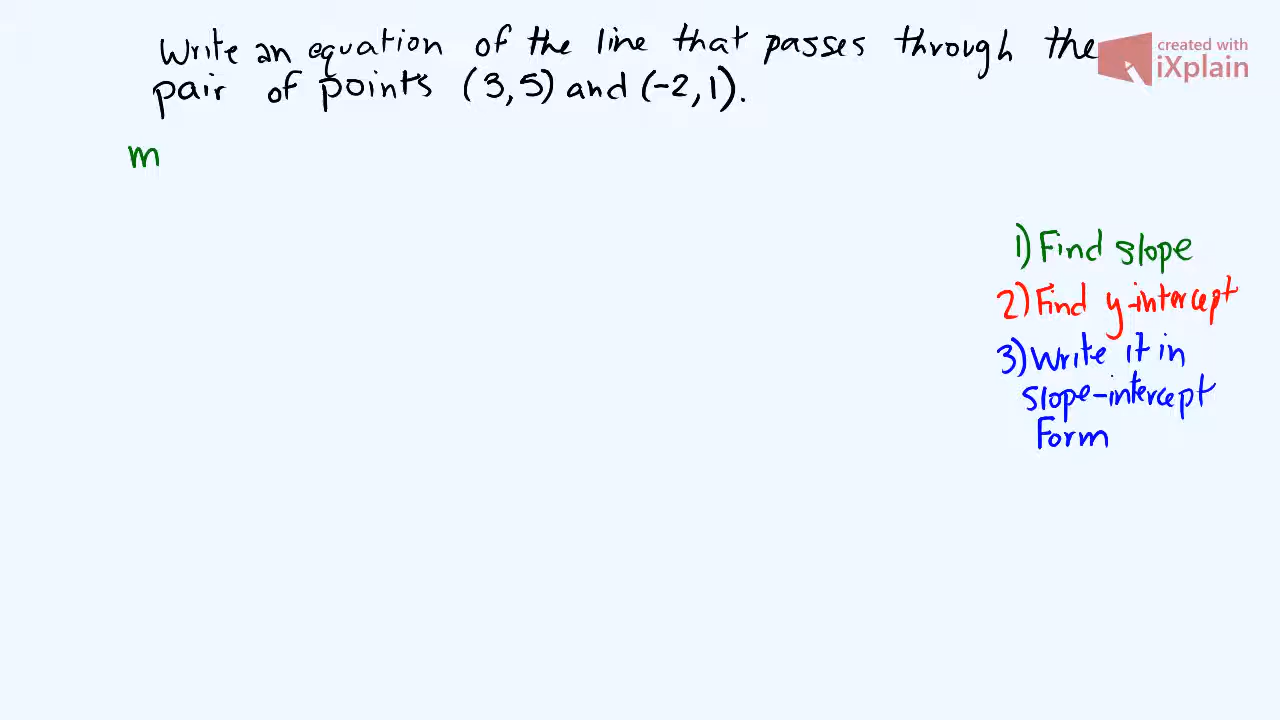 Write an equation of the line that passes through the
pair of points (3,5) and (-2,1).
created with
iXplain
m
1) Find slope
2) Find y-intercept
3) Write it in
slope-intercept
Form